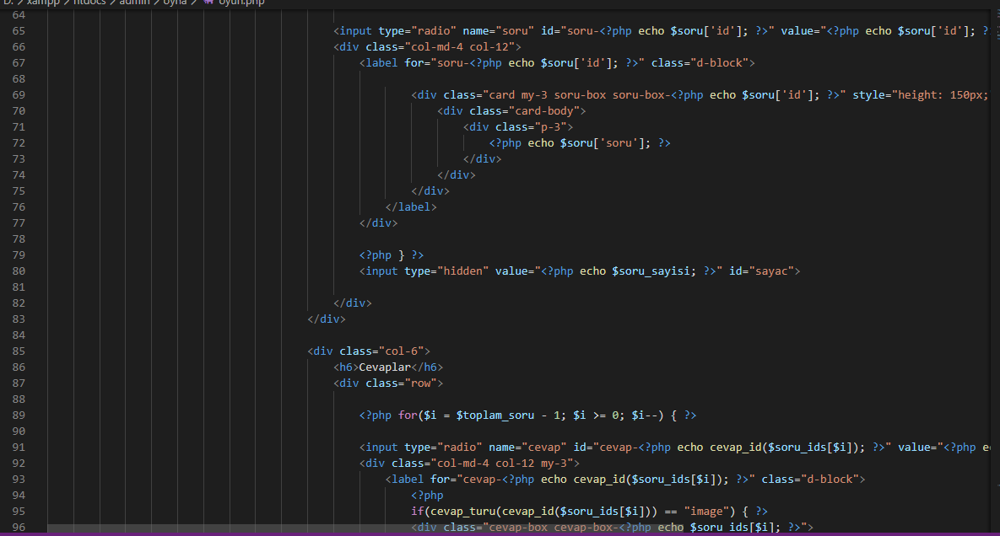 D: > xampp > htdocs > admin > oyna > oyun.php
64
65 <input type="radio" name="soru" id="soru-<?php echo $soru['id']; ?>" value="<?php echo $soru['id']; ?
66 <div class="col-md-4 col-12">
67 <label for="soru-<?php echo $soru['id']; ?>" class="d-block">
68
69 <div class="card my-3 soru-box soru-box-<?php echo $soru['id']; ?>" style="height: 150px;
70 <div class="card-body">
71 <div class="p-3">
72 <?php echo $soru['soru']; ?>
73 </div>
74 </div>
75 </div>
76 </label>
77 </div>
78
79 <?php } ?>
80 <input type="hidden" value="<?php echo $soru_sayisi; ?>" id="sayac">
81
82 </div>
83 </div>
84
85 <div class="col-6">
86 <h6>Cevaplar</h6>
87 <div class="row">
88
89 <?php for($i = $toplam_soru - 1; $i >= 0; $i--) { ?>
90
91 <input type="radio" name="cevap" id="cevap-<?php echo cevap_id($soru_ids[$i]); ?>" value="<?php
92 <div class="col-md-4 col-12 my-3">
93 <label for="cevap-<?php echo cevap_id($soru_ids[$i]); ?>" class="d-block">
94 <?php
95 if(cevap_turu(cevap_id($soru_ids[$i])) == "image") { ?>
96 <div class="cevap-box cevap-box-<?php echo $soru_ids[$i]; ?>">